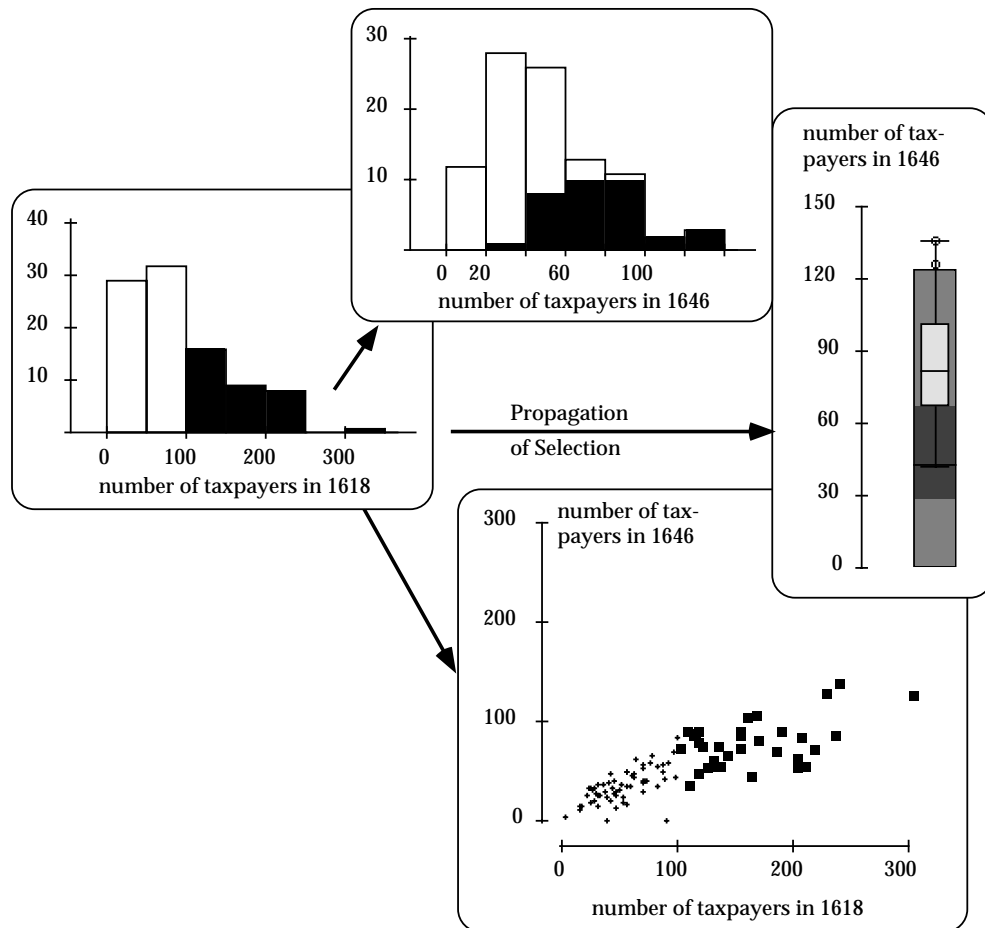 30
20
10
0 20 60 100
number of taxpayers in 1646
40
30
20
10
0 100 200 300
number of taxpayers in 1618
Propagation
of Selection
number of tax-
payers in 1646
150
120
90
60
30
0
number of tax-
payers in 1646
300
200
100
0
0 100 200 300
number of taxpayers in 1618